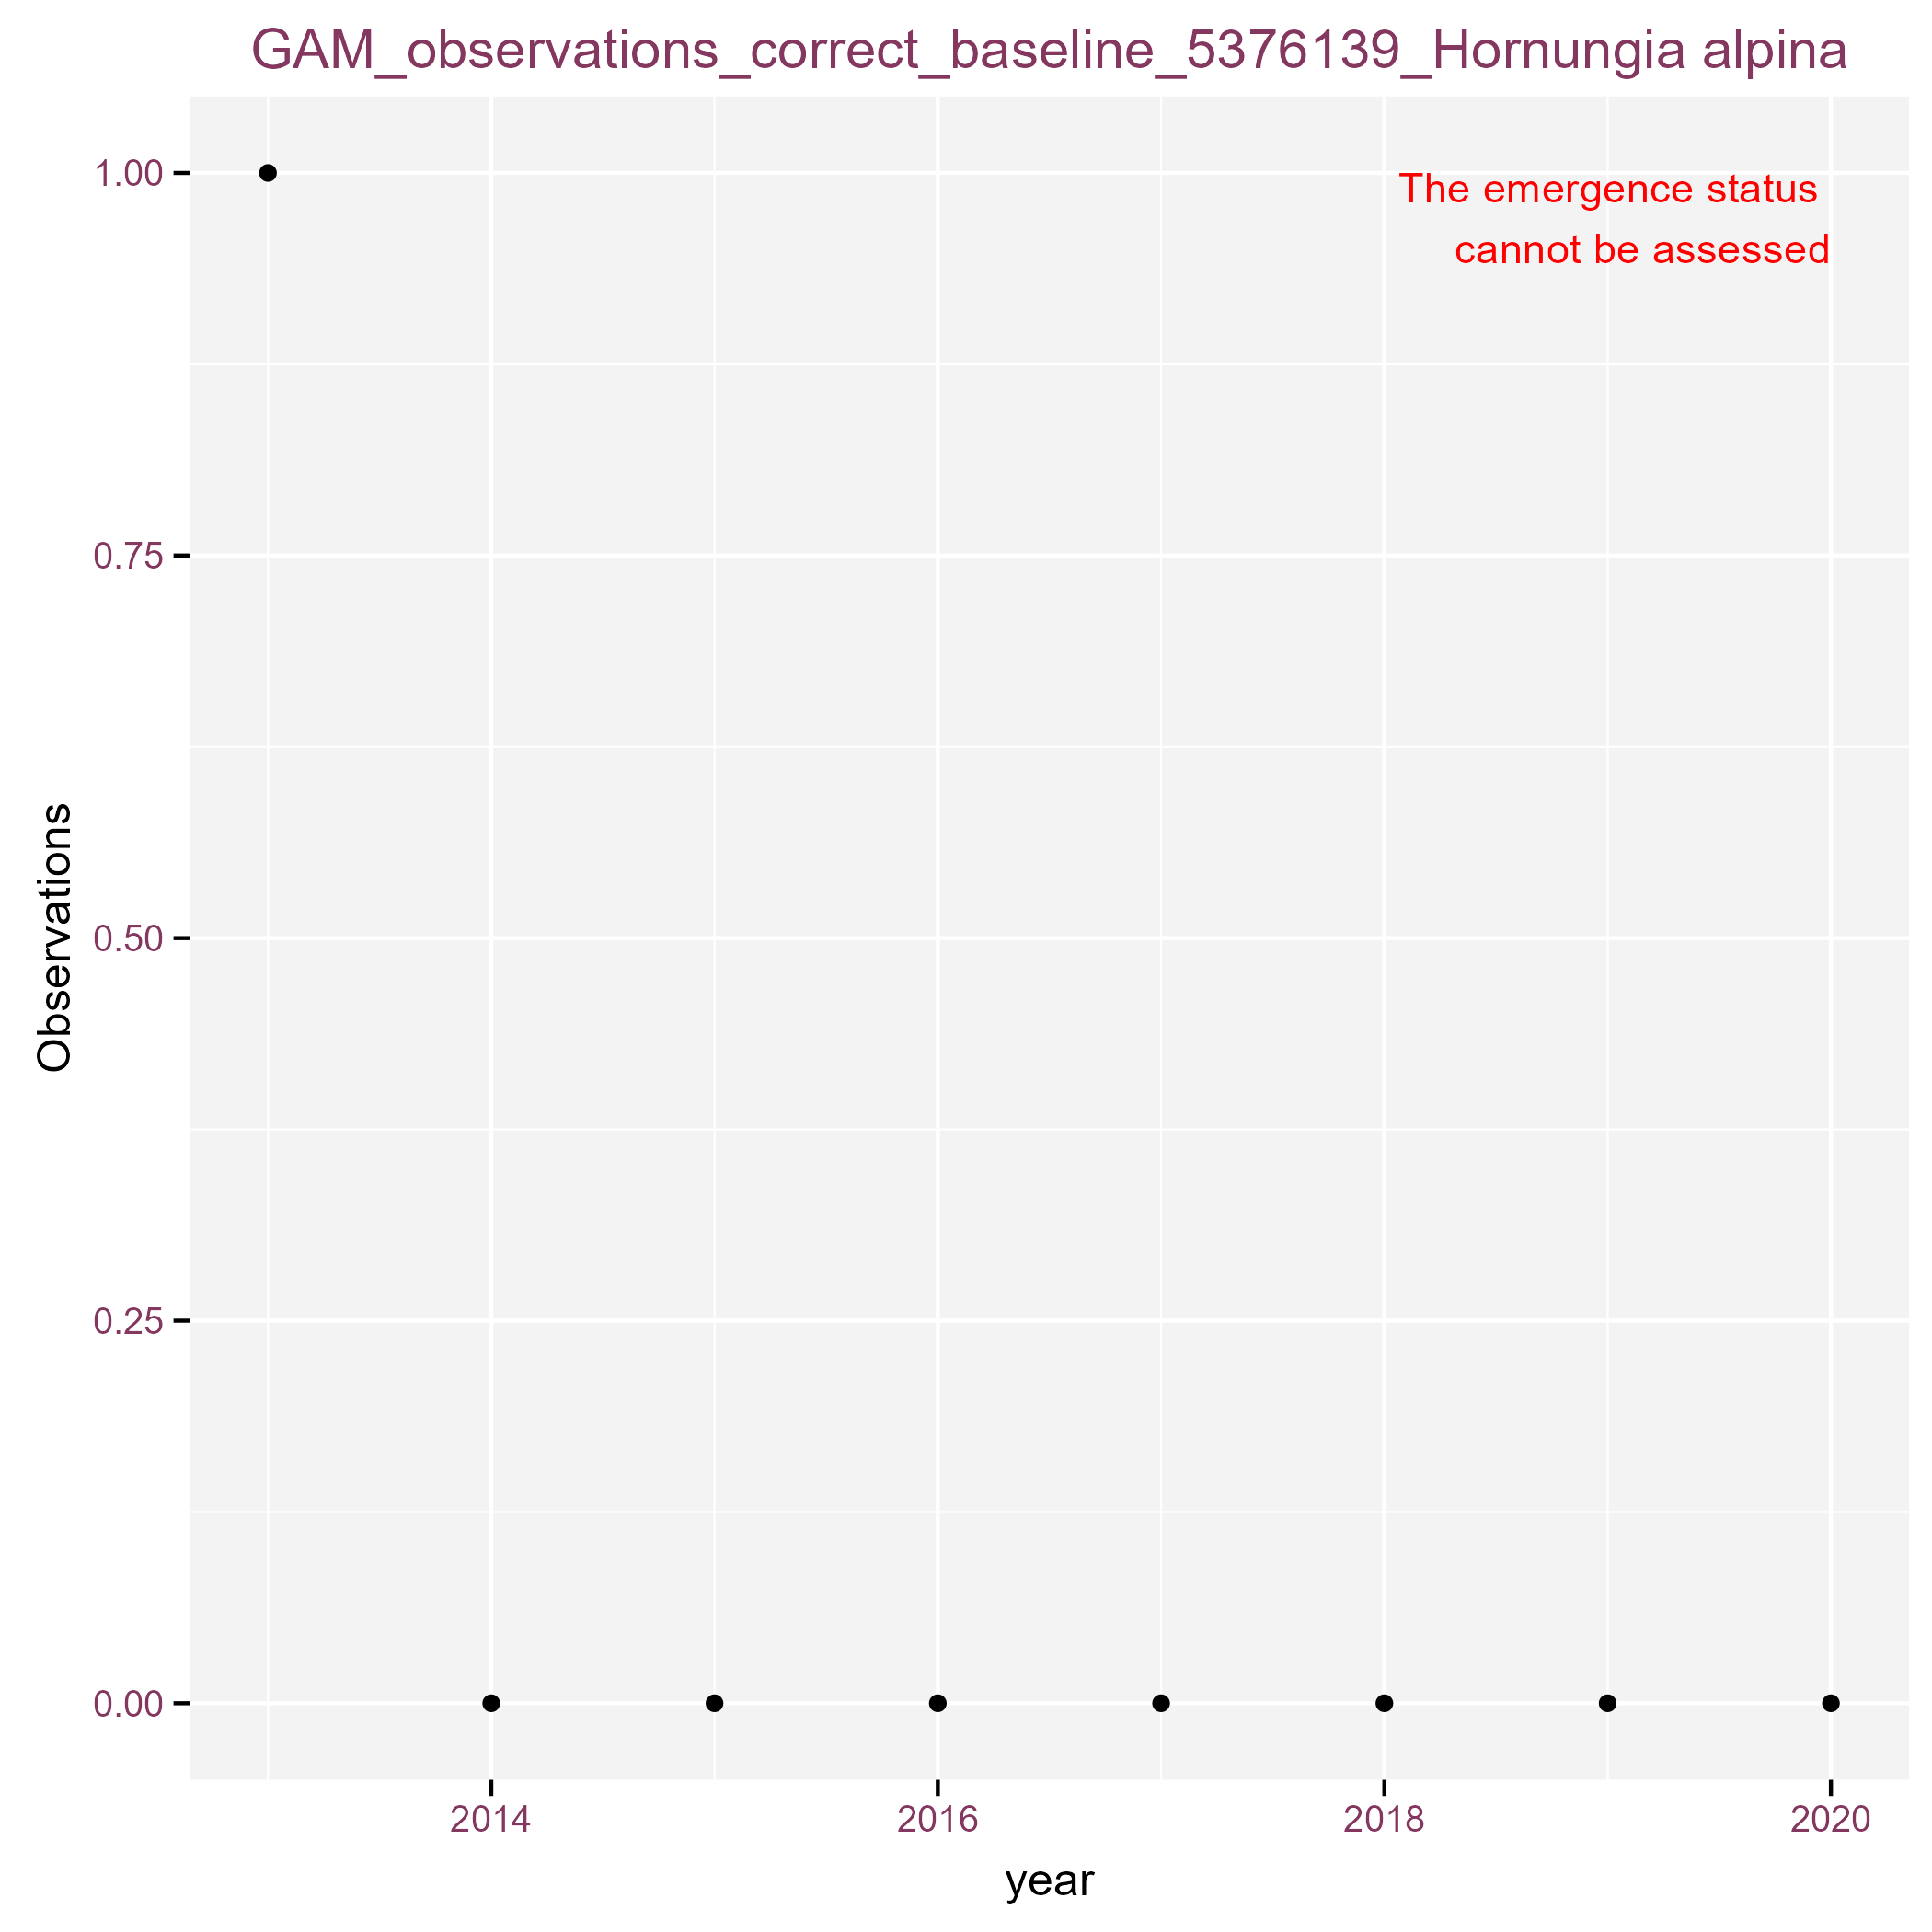 GAM_observations_correct_baseline_5376139_Hornungia alpina
The emergence status
cannot be assessed
1.00
0.75
0.50
0.25
0.00
Observations
2014 2016 2018 2020
year